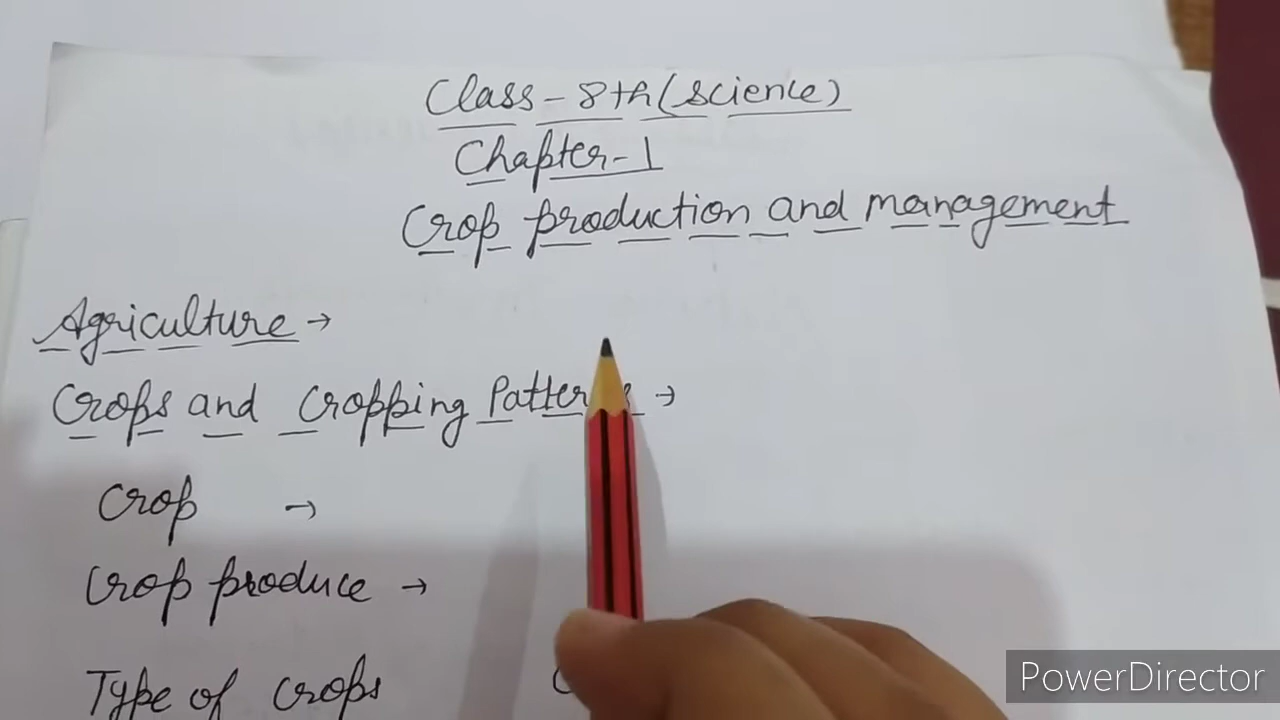 Class - 8th (Science)
Chapter - 1
Crop production and management
Agriculture →
Crops and Cropping Patterns →
Crop →
Crop produce →
Type of crops
PowerDirector